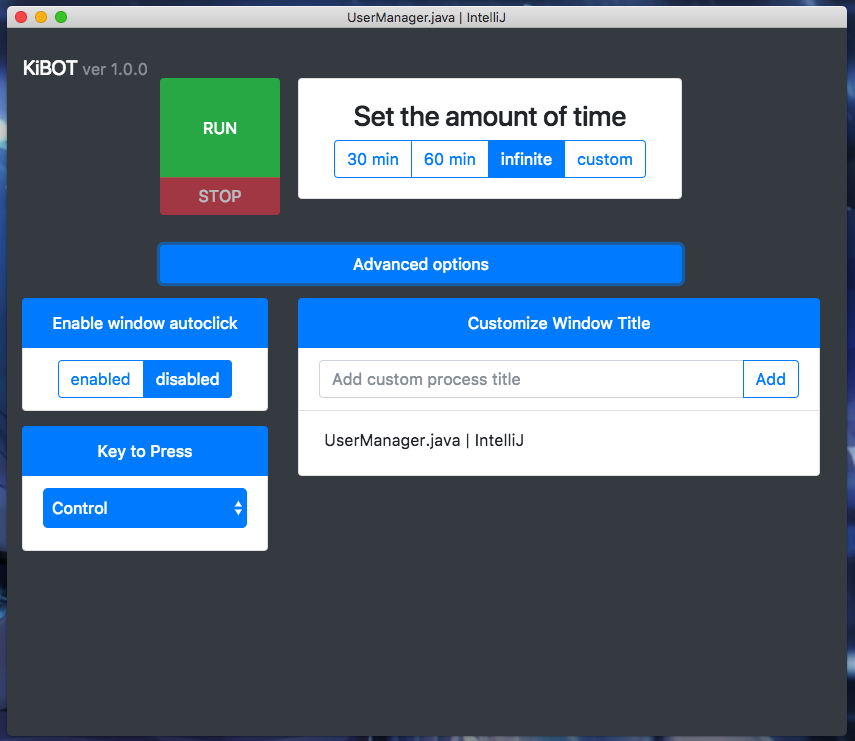 UserManager.java | IntelliJ
KiBOT ver 1.0.0
RUN
STOP
Set the amount of time
30 min 60 min infinite custom
Advanced options
Enable window autoclick
enabled disabled
Key to Press
Control
Customize Window Title
Add custom process title Add
UserManager.java | IntelliJ